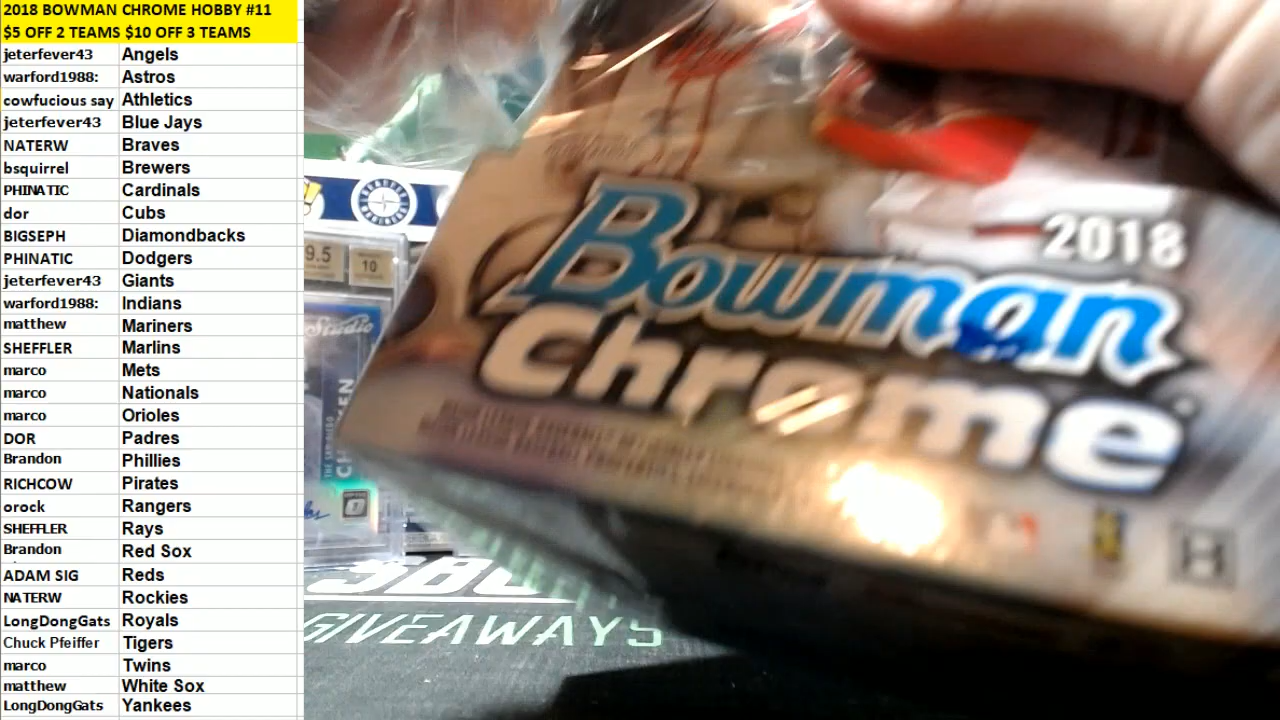 2018 BOWMAN CHROME HOBBY #11
$5 OFF 2 TEAMS $10 OFF 3 TEAMS
jeterfever43 Angels
warford1988: Astros
cowfucious say Athletics
jeterfever43 Blue Jays
NATERW Braves
bsquirrel Brewers
PHINATIC Cardinals
dor Cubs
BIGSEPH Diamondbacks
PHINATIC Dodgers
jeterfever43 Giants
warford1988: Indians
matthew Mariners
SHEFFLER Marlins
marco Mets
marco Nationals
marco Orioles
DOR Padres
Brandon Phillies
RICHCOW Pirates
orock Rangers
SHEFFLER Rays
Brandon Red Sox
ADAM SIG Reds
NATERW Rockies
LongDongGats Royals
Chuck Pfeiffer Tigers
marco Twins
matthew White Sox
LongDongGats Yankees
2018
Bowman
Chrome
H
9.5
10
Studio
GIVEAWAYS